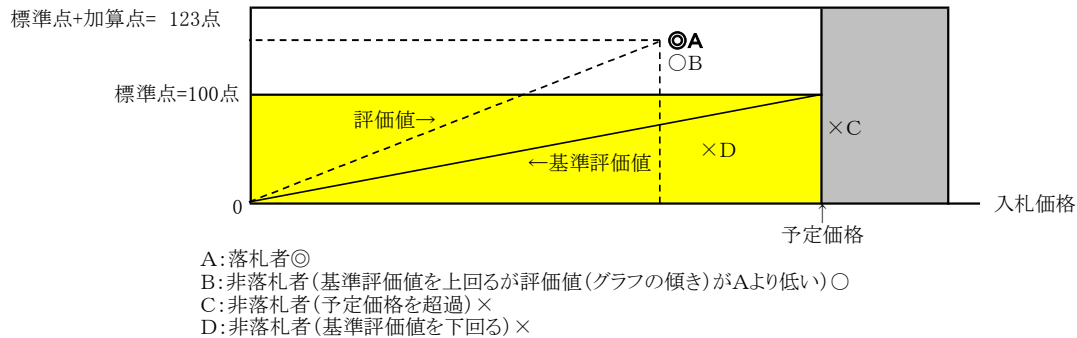 標準点+加算点= 123点
◎A
○B
標準点=100点
評価値→
×C
×D
←基準評価値
0
入札価格
↑
予定価格
A:落札者◎
B:非落札者(基準評価値を上回るが評価値(グラフの傾き)がAより低い)○
C:非落札者(予定価格を超過)×
D:非落札者(基準評価値を下回る)×